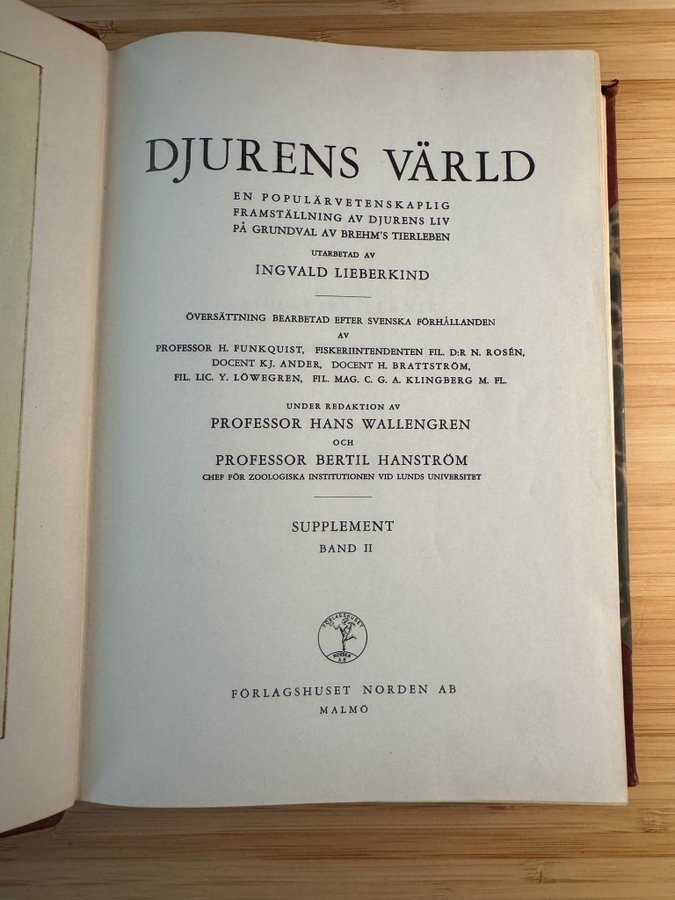 DJURENS VÄRLD
EN POPULÄRVETENSKAPLIG
FRAMSTÄLLNING AV DJURENS LIV
PÅ GRUNDVAL AV BREHM'S TIERLEBEN
UTARBETAD AV
INGVALD LIEBERKIND
ÖVERSÄTTNING BEARBETAD EFTER SVENSKA FÖRHÅLLANDEN
AV
PROFESSOR H. FUNKQUIST, FISKERIINTENDENTEN FIL. D:R N. ROSÉN,
DOCENT KJ. ANDER, DOCENT H. BRATTSTRÖM,
FIL. LIC. Y. LÖWEGREN, FIL. MAG. C. G. A. KLINGBERG M. FL.
UNDER REDAKTION AV
PROFESSOR HANS WALLENGREN
OCH
PROFESSOR BERTIL HANSTRÖM
CHEF FÖR ZOOLOGISKA INSTITUTIONEN VID LUNDS UNIVERSITET
SUPPLEMENT
BAND II
FÖRLAGSHUSET
NORDEN
A·B
FÖRLAGSHUSET NORDEN AB
MALMÖ